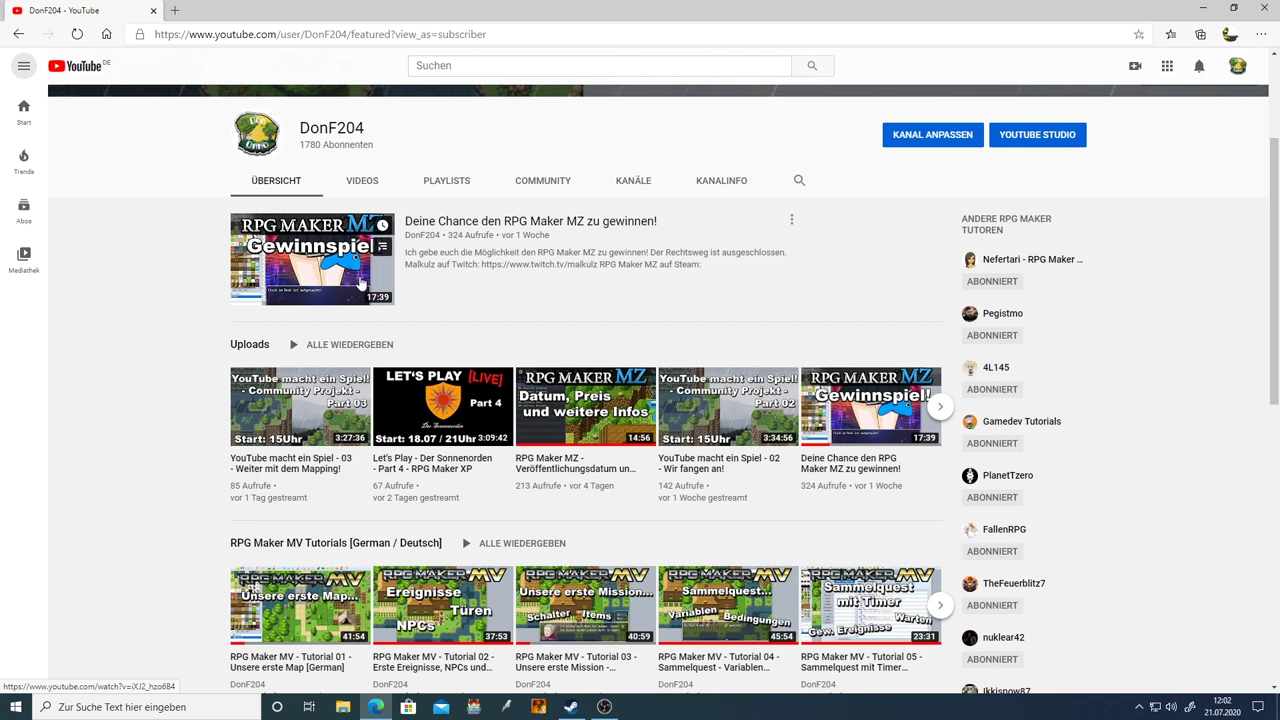 DonF204 - YouTube
https://www.youtube.com/user/DonF204/featured?view_as=subscriber
YouTube DE
Suchen
Start
Trends
Abos
Mediathek
DonF204
1780 Abonnenten
KANAL ANPASSEN
YOUTUBE STUDIO
ÜBERSICHT
VIDEOS
PLAYLISTS
COMMUNITY
KANÄLE
KANALINFO
RPG MAKER MZ
Gewinnspiel
17:39
Deine Chance den RPG Maker MZ zu gewinnen!
DonF204 • 324 Aufrufe • vor 1 Woche
Ich gebe euch die Möglichkeit den RPG Maker MZ zu gewinnen! Der Rechtsweg ist ausgeschlossen.
Malkulz auf Twitch: https://www.twitch.tv/malkulz RPG Maker MZ auf Steam:
Uploads
ALLE WIEDERGEBEN
YouTube macht ein Spiel!
- Community Projekt -
Part 03
Start: 15Uhr
3:27:36
YouTube macht ein Spiel - 03
- Weiter mit dem Mapping!
85 Aufrufe •
vor 1 Tag gestreamt
LET'S PLAY [LIVE]
Part 4
Der Sonnenorden
Start: 18.07 / 21Uhr
3:09:42
Let's Play - Der Sonnenorden
- Part 4 - RPG Maker XP
67 Aufrufe •
vor 2 Tagen gestreamt
RPG MAKER MZ
Datum, Preis
und weitere Infos
14:56
RPG Maker MZ -
Veröffentlichungsdatum un...
213 Aufrufe • vor 4 Tagen
YouTube macht ein Spiel!
- Community Projekt -
Part 02
Start: 15Uhr
3:34:56
YouTube macht ein Spiel - 02
- Wir fangen an!
142 Aufrufe •
vor 1 Woche gestreamt
RPG MAKER MZ
Gewinnspiel!
17:39
Deine Chance den RPG
Maker MZ zu gewinnen!
324 Aufrufe • vor 1 Woche
RPG Maker MV Tutorials [German / Deutsch]
ALLE WIEDERGEBEN
RPG MAKER MV
Unsere erste Map...
41:54
RPG Maker MV - Tutorial 01 -
Unsere erste Map [German]
DonF204
RPG MAKER MV
Ereignisse
Türen
NPCs
37:53
RPG Maker MV - Tutorial 02 -
Erste Ereignisse, NPCs und...
DonF204
RPG MAKER MV
Unsere erste Mission...
Schalter Items
40:59
RPG Maker MV - Tutorial 03 -
Unsere erste Mission -...
DonF204
RPG MAKER MV
Sammelquest...
Variablen
Bedingungen
45:54
RPG Maker MV - Tutorial 04 -
Sammelquest - Variablen...
DonF204
RPG MAKER MV
Sammelquest
mit Timer
Warten
Gew. Ereignisse
23:31
RPG Maker MV - Tutorial 05 -
Sammelquest mit Timer...
DonF204
ANDERE RPG MAKER
TUTOREN
Nefertari - RPG Maker ...
ABONNIERT
Pegistmo
ABONNIERT
4L145
ABONNIERT
Gamedev Tutorials
ABONNIERT
PlanetTzero
ABONNIERT
FallenRPG
ABONNIERT
TheFeuerblitz7
ABONNIERT
nuklear42
ABONNIERT
Ikkisnow87
https://www.youtube.com/watch?v=iXJ2_hzo684
Zur Suche Text hier eingeben
12:02
21.07.2020